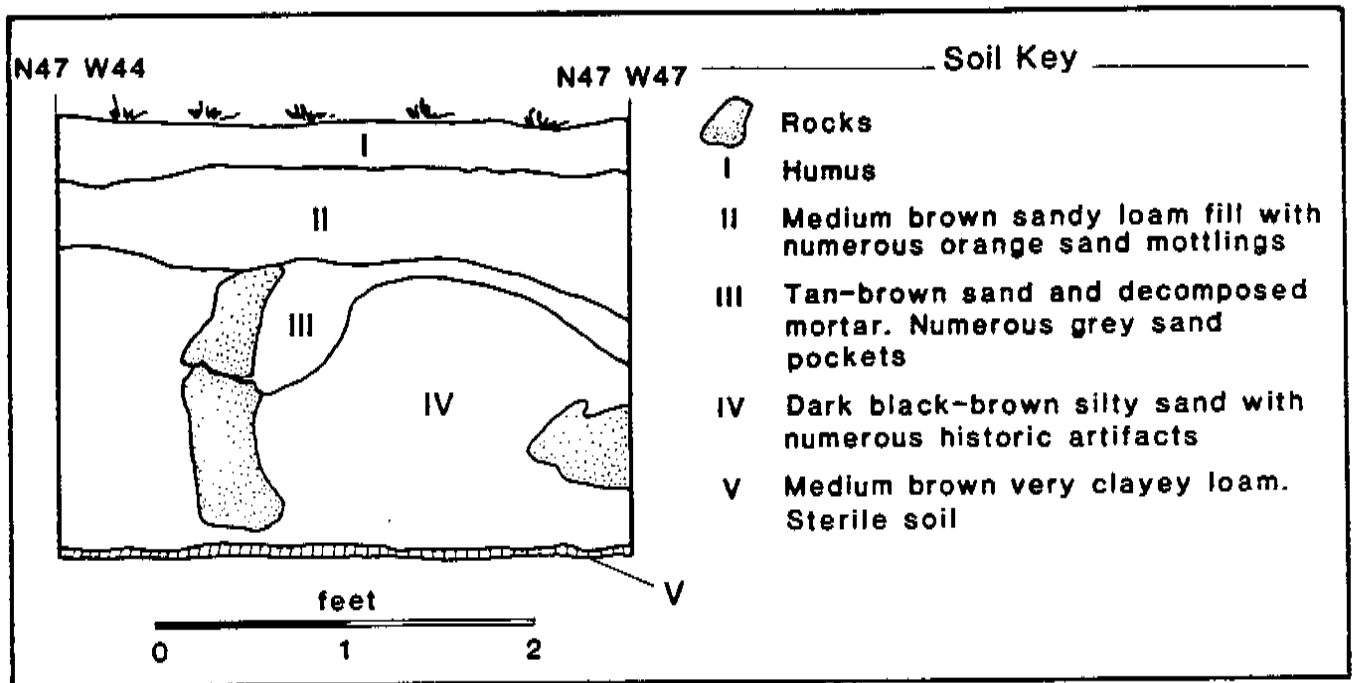 N47 W44
N47 W47
I
II
III
IV
V
feet
0 1 2
Soil Key
Rocks
I Humus
II Medium brown sandy loam fill with
numerous orange sand mottlings
III Tan-brown sand and decomposed
mortar. Numerous grey sand
pockets
IV Dark black-brown silty sand with
numerous historic artifacts
V Medium brown very clayey loam.
Sterile soil